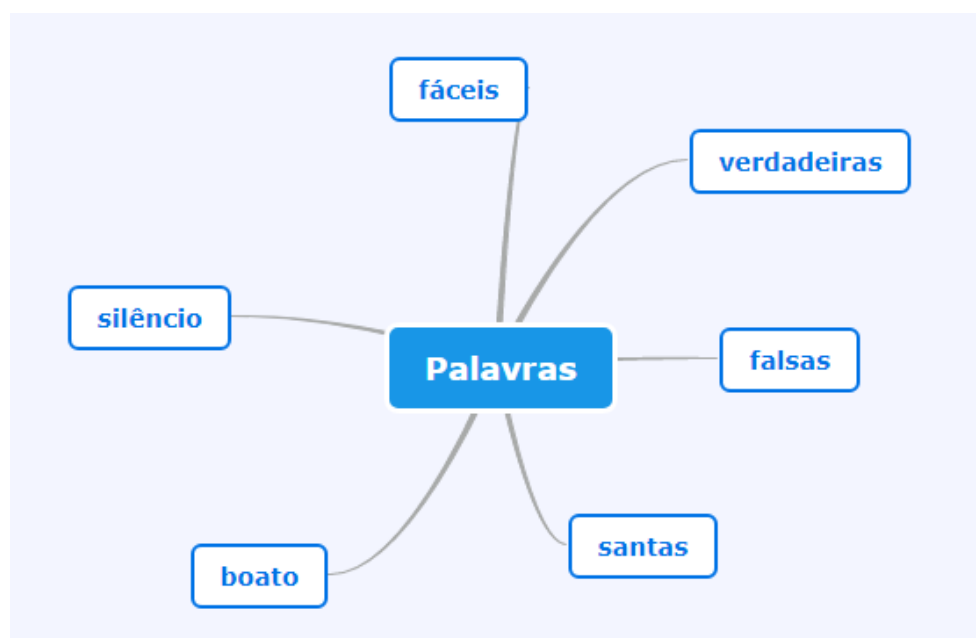 fáceis
verdadeiras
silêncio
Palavras
falsas
santas
boato